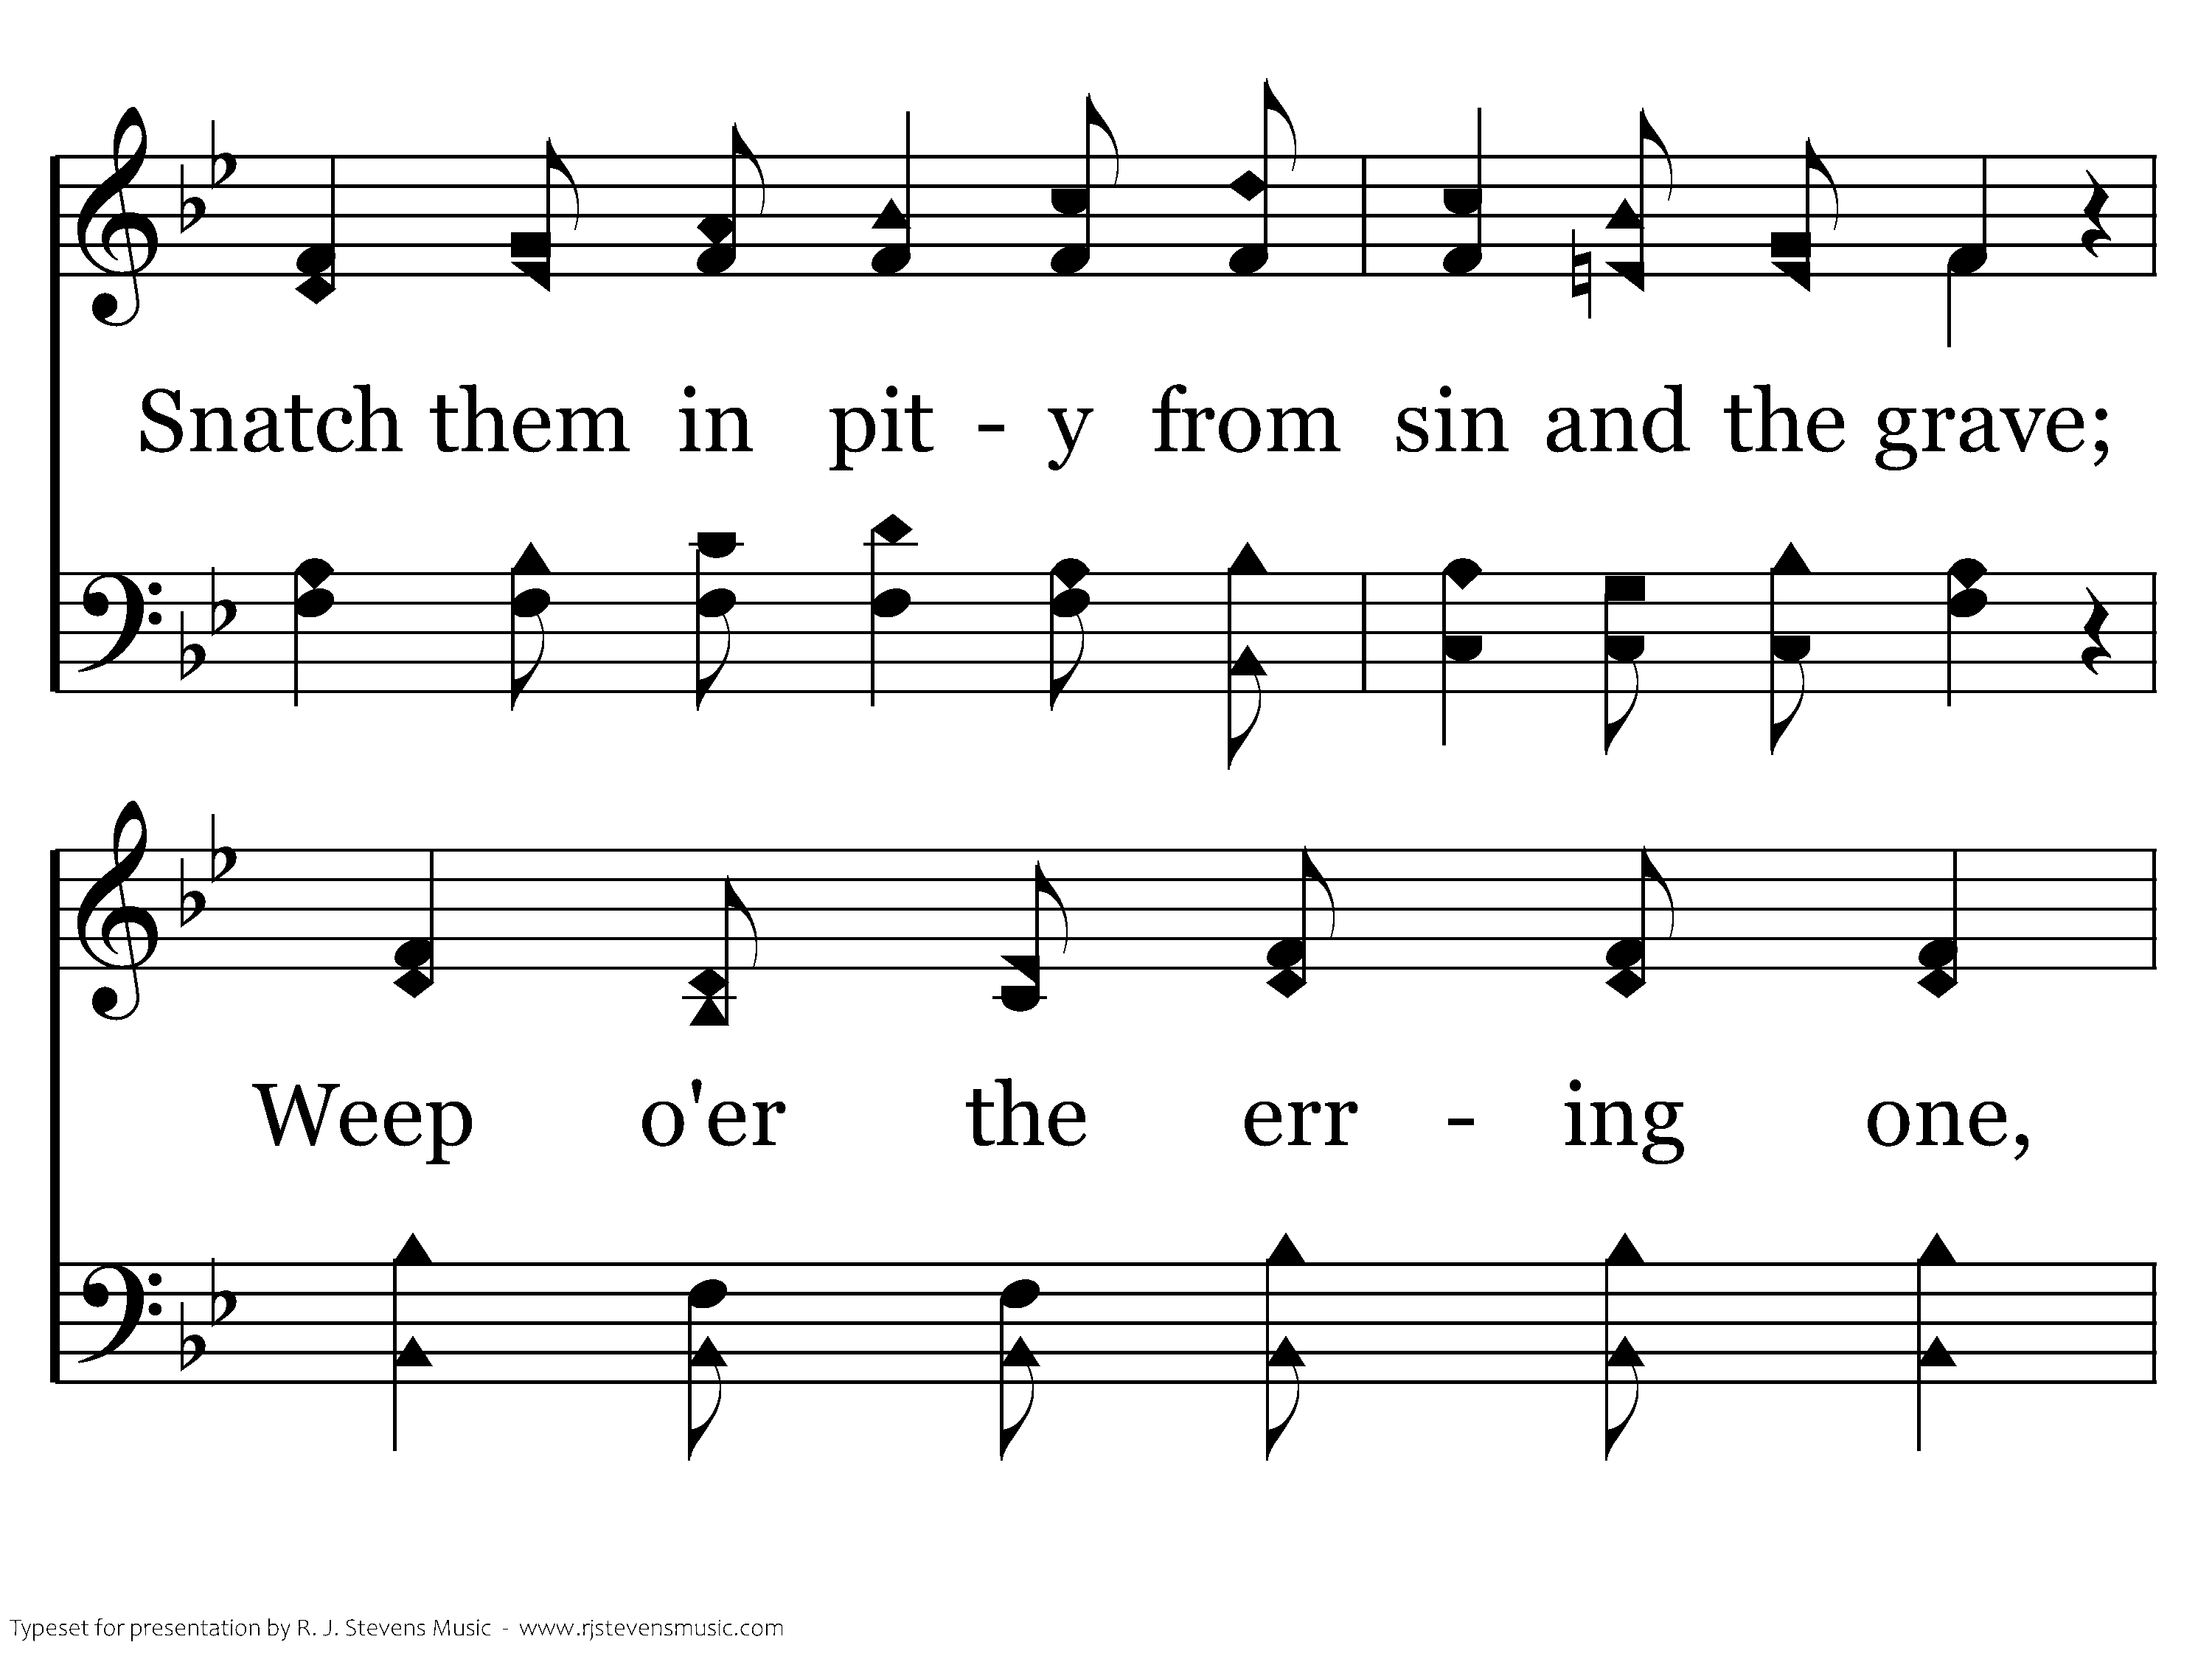 Snatch them in pit - y from sin and the grave;
Weep o'er the err - ing one,
Typeset for presentation by R. J. Stevens Music - www.rjstevensmusic.com